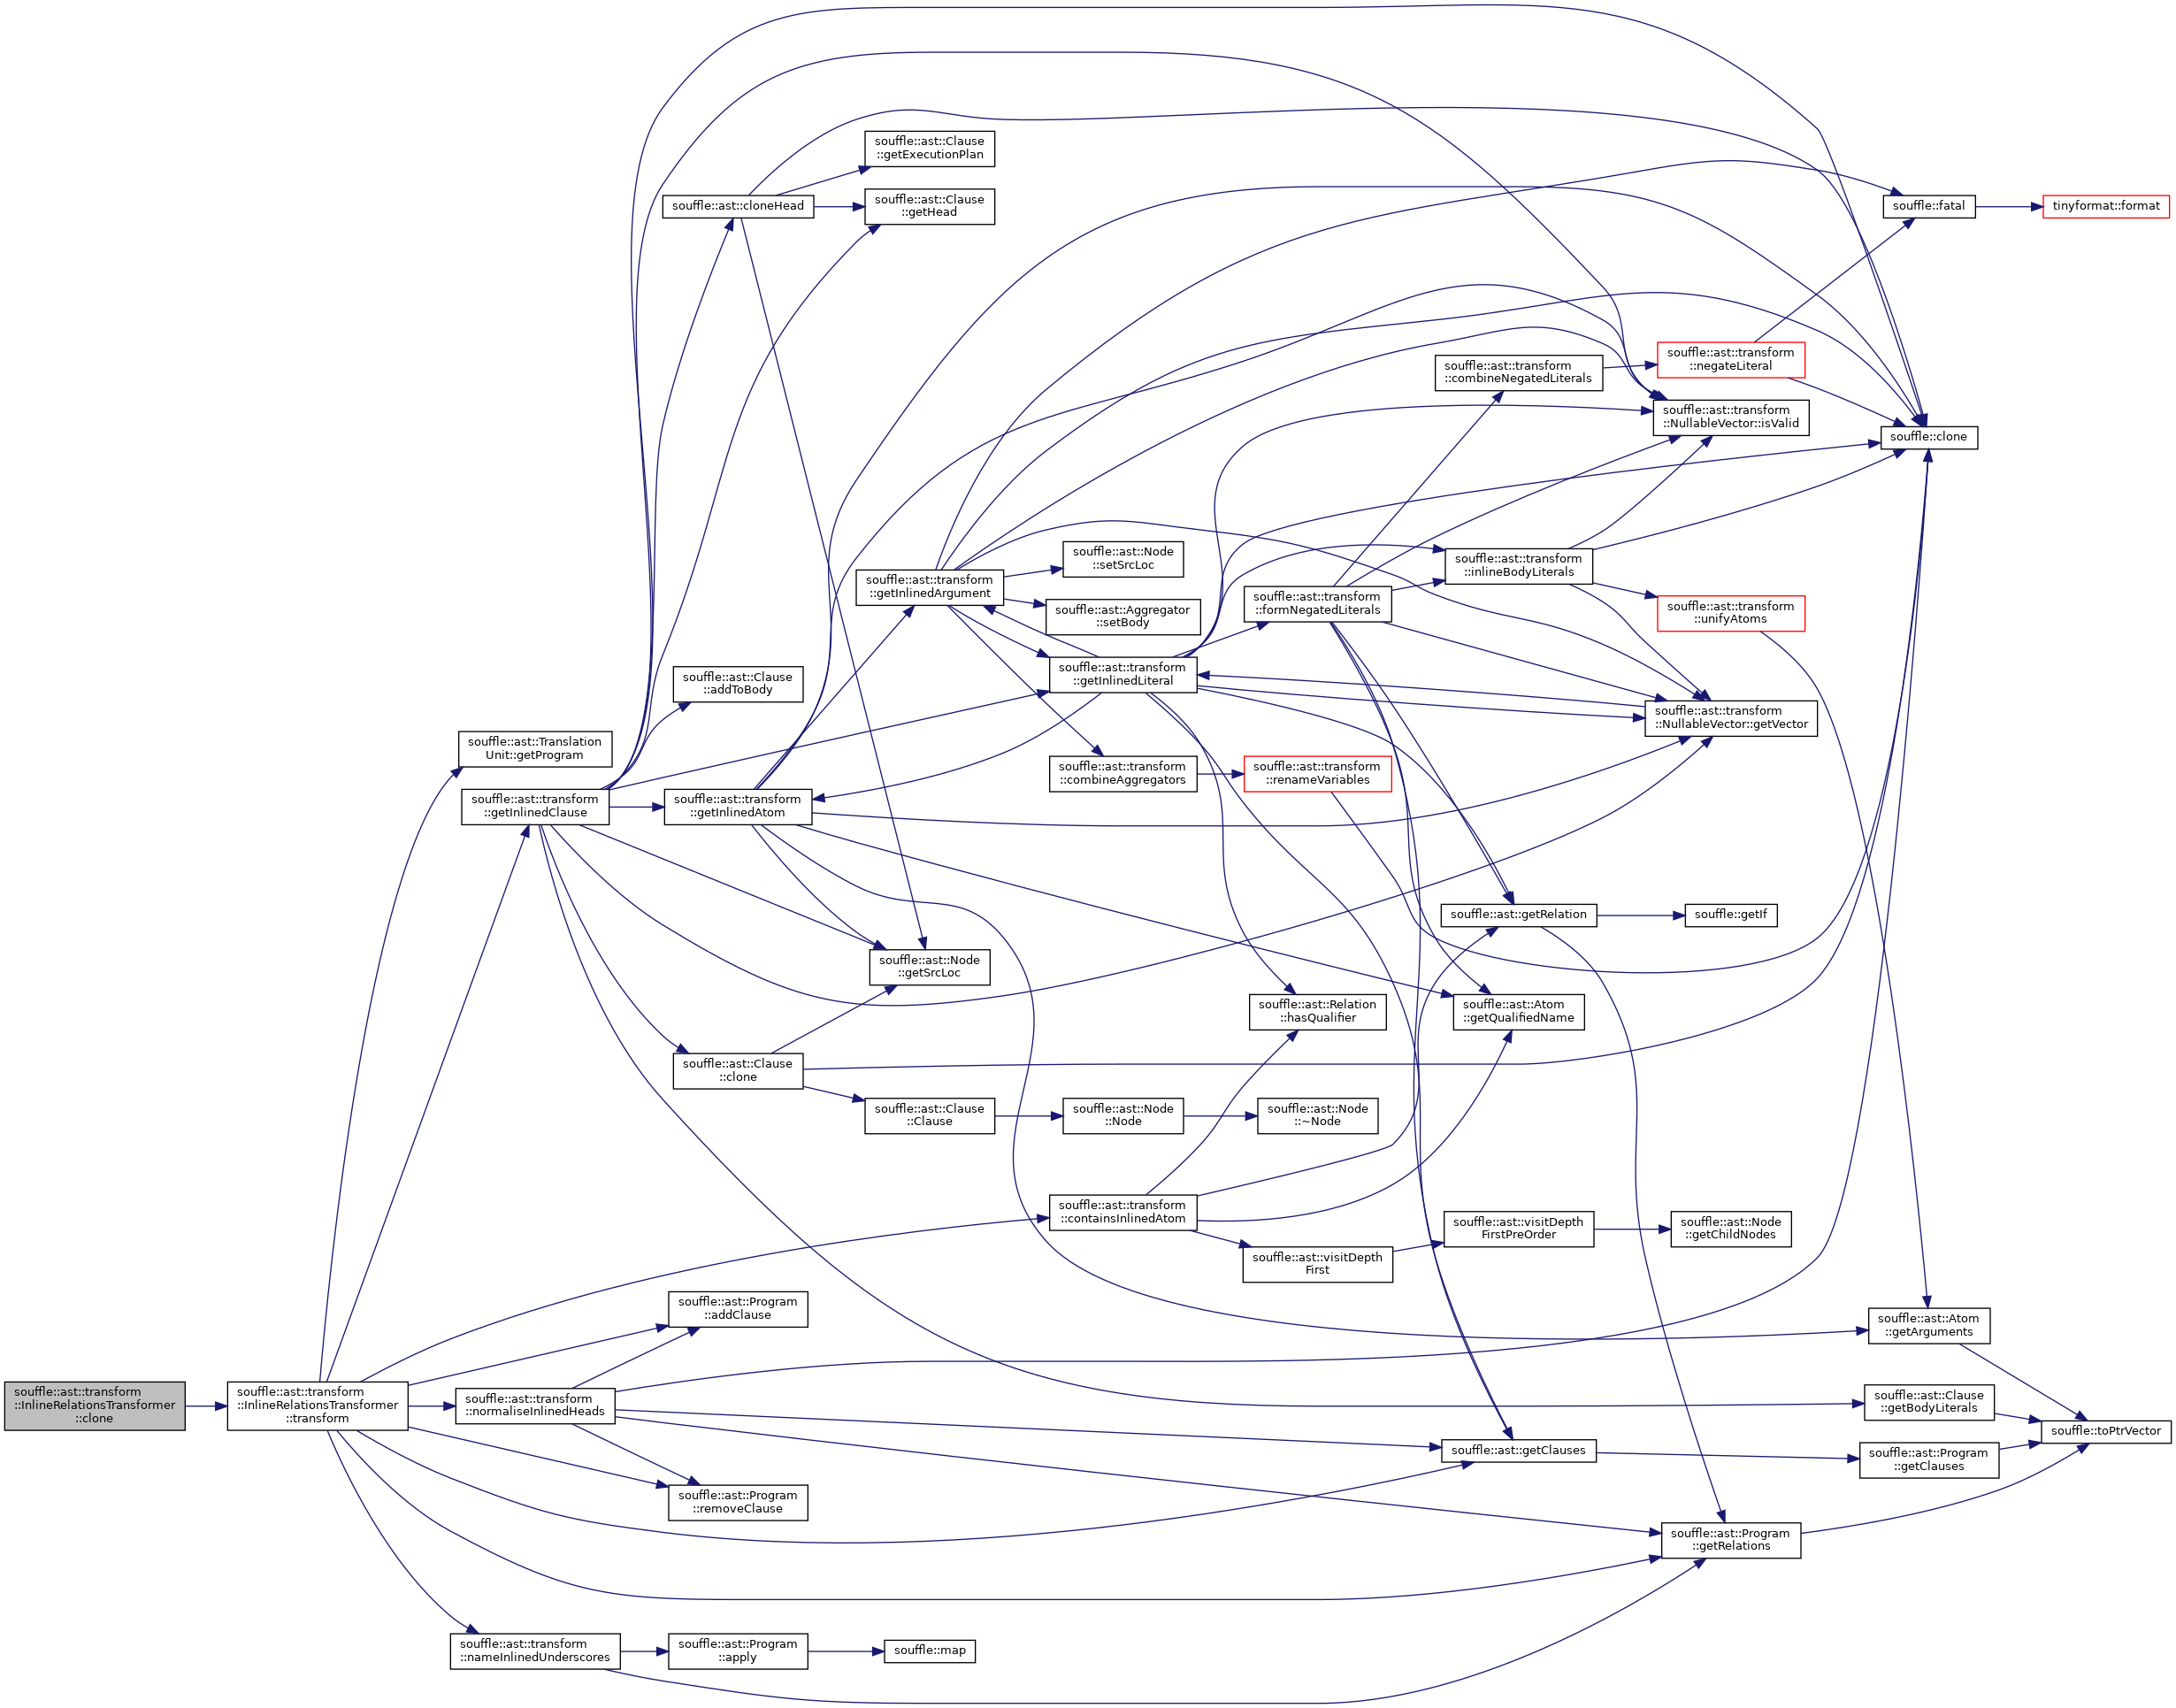 souffle::ast::transform
::InlineRelationsTransformer
::clone
souffle::ast::transform
::InlineRelationsTransformer
::transform
souffle::ast::Translation
Unit::getProgram
souffle::ast::transform
::getInlinedClause
souffle::ast::transform
::normaliseInlinedHeads
souffle::ast::transform
::nameInlinedUnderscores
souffle::ast::cloneHead
souffle::ast::Clause
::addToBody
souffle::ast::transform
::getInlinedAtom
souffle::ast::Clause
::clone
souffle::ast::Program
::addClause
souffle::ast::Program
::removeClause
souffle::ast::Program
::apply
souffle::ast::Clause
::getExecutionPlan
souffle::ast::Clause
::getHead
souffle::ast::transform
::getInlinedArgument
souffle::ast::Node
::getSrcLoc
souffle::ast::Clause
::Clause
souffle::map
souffle::ast::Node
::setSrcLoc
souffle::ast::Aggregator
::setBody
souffle::ast::transform
::getInlinedLiteral
souffle::ast::transform
::combineAggregators
souffle::ast::Node
::Node
souffle::ast::transform
::containsInlinedAtom
souffle::ast::transform
::formNegatedLiterals
souffle::ast::transform
::renameVariables
souffle::ast::Relation
::hasQualifier
souffle::ast::Node
::~Node
souffle::ast::visitDepth
First
souffle::ast::transform
::combineNegatedLiterals
souffle::ast::transform
::inlineBodyLiterals
souffle::ast::getRelation
souffle::ast::Atom
::getQualifiedName
souffle::ast::visitDepth
FirstPreOrder
souffle::ast::getClauses
souffle::ast::transform
::negateLiteral
souffle::ast::transform
::NullableVector::isValid
souffle::ast::transform
::unifyAtoms
souffle::ast::transform
::NullableVector::getVector
souffle::getIf
souffle::ast::Node
::getChildNodes
souffle::ast::Program
::getRelations
souffle::fatal
souffle::clone
souffle::ast::Atom
::getArguments
souffle::ast::Clause
::getBodyLiterals
souffle::ast::Program
::getClauses
tinyformat::format
souffle::toPtrVector